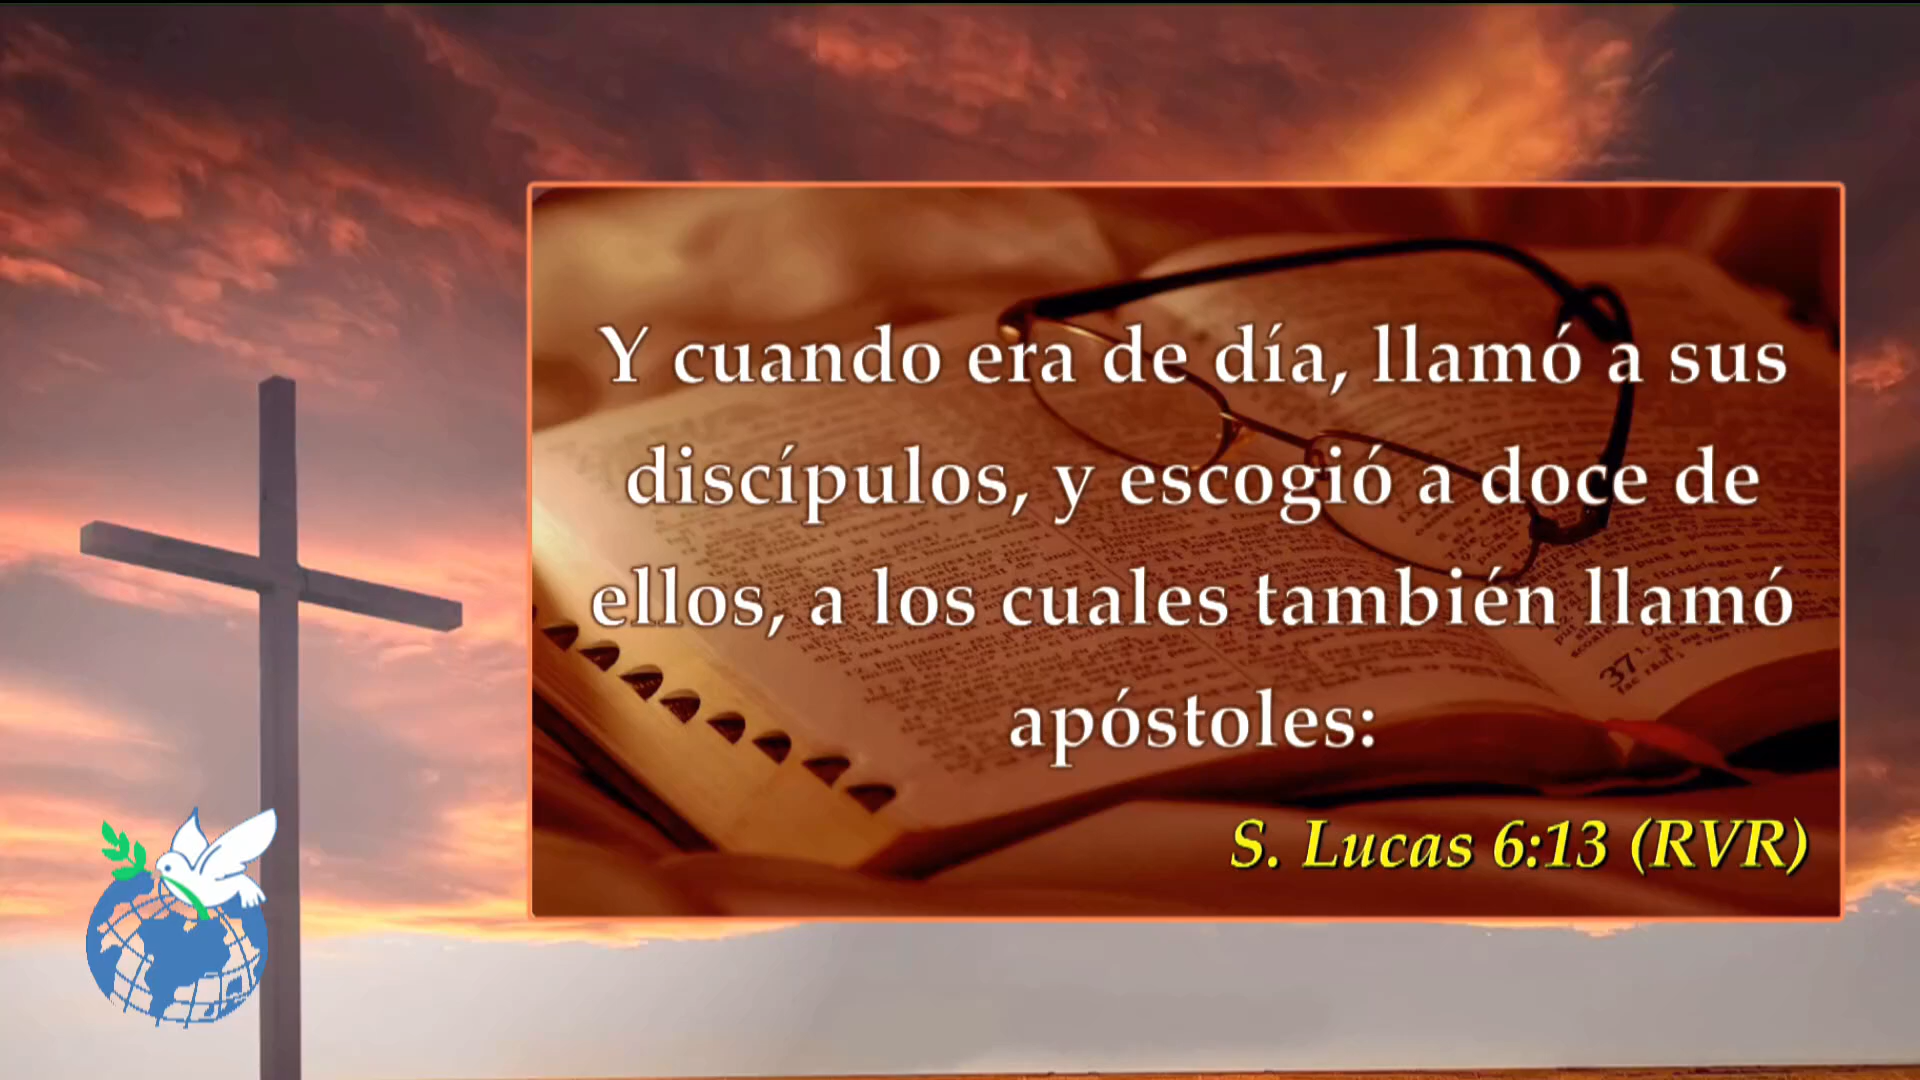 Y cuando era de día, llamó a sus
discípulos, y escogió a doce de
ellos, a los cuales también llamó
apóstoles:
S. Lucas 6:13 (RVR)
37